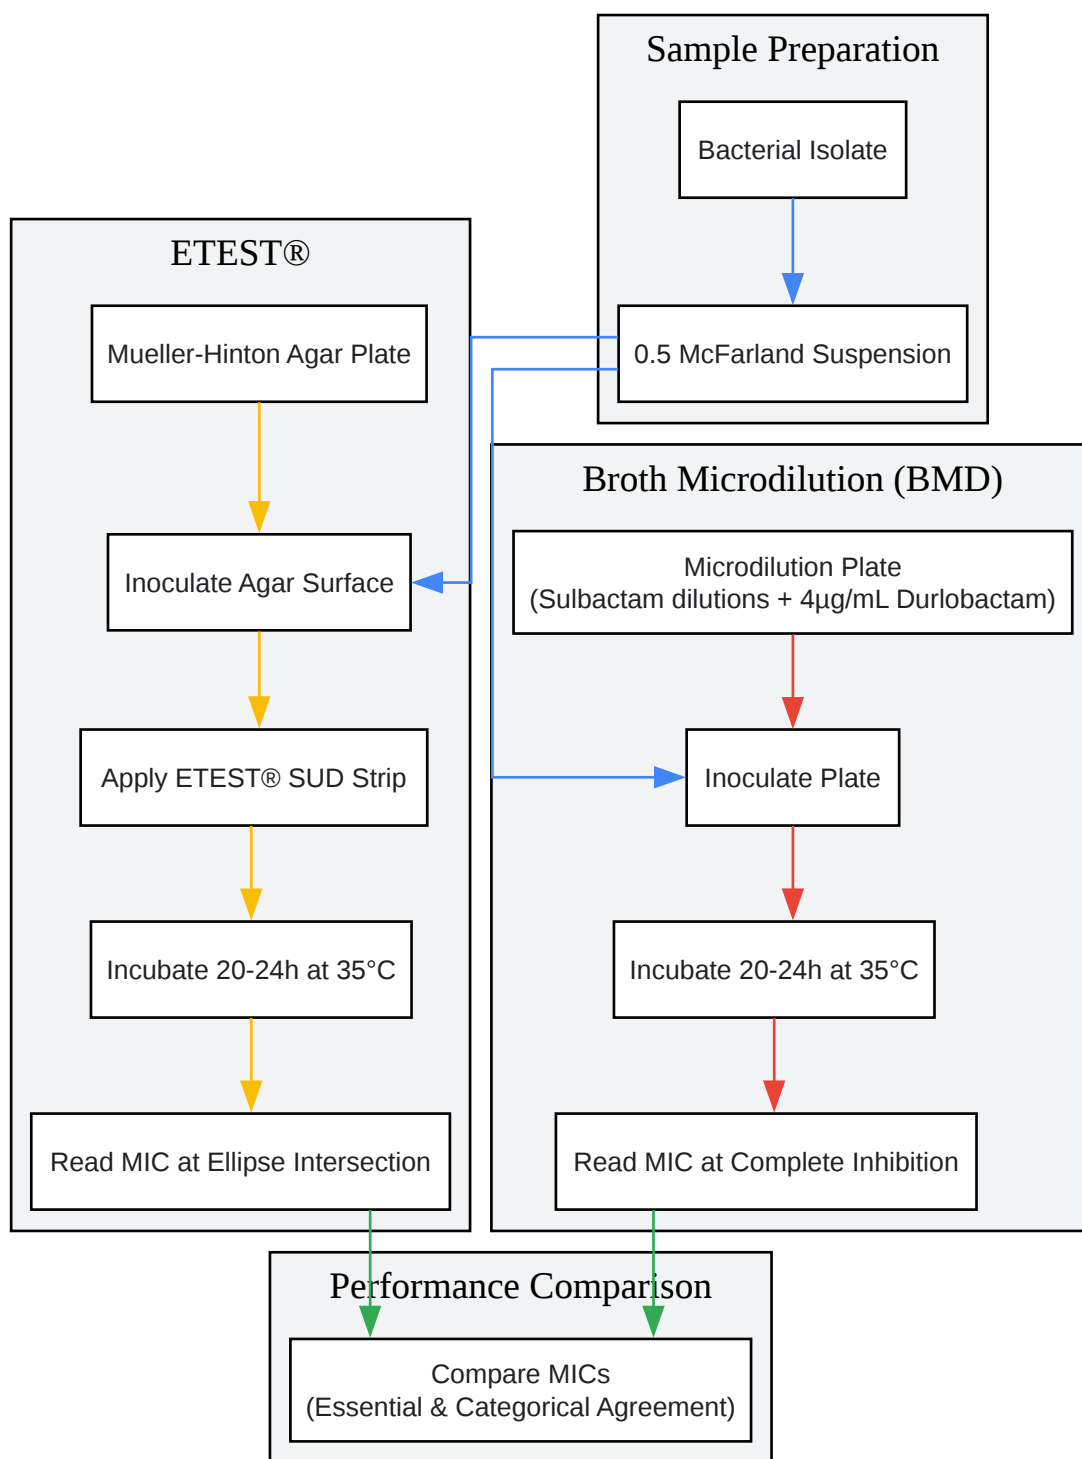 Sample Preparation
Bacterial Isolate
0.5 McFarland Suspension
ETEST®
Mueller-Hinton Agar Plate
Inoculate Agar Surface
Apply ETEST® SUD Strip
Incubate 20-24h at 35°C
Read MIC at Ellipse Intersection
Broth Microdilution (BMD)
Microdilution Plate
(Sulbactam dilutions + 4µg/mL Durlobactam)
Inoculate Plate
Incubate 20-24h at 35°C
Read MIC at Complete Inhibition
Performance Comparison
Compare MICs
(Essential & Categorical Agreement)